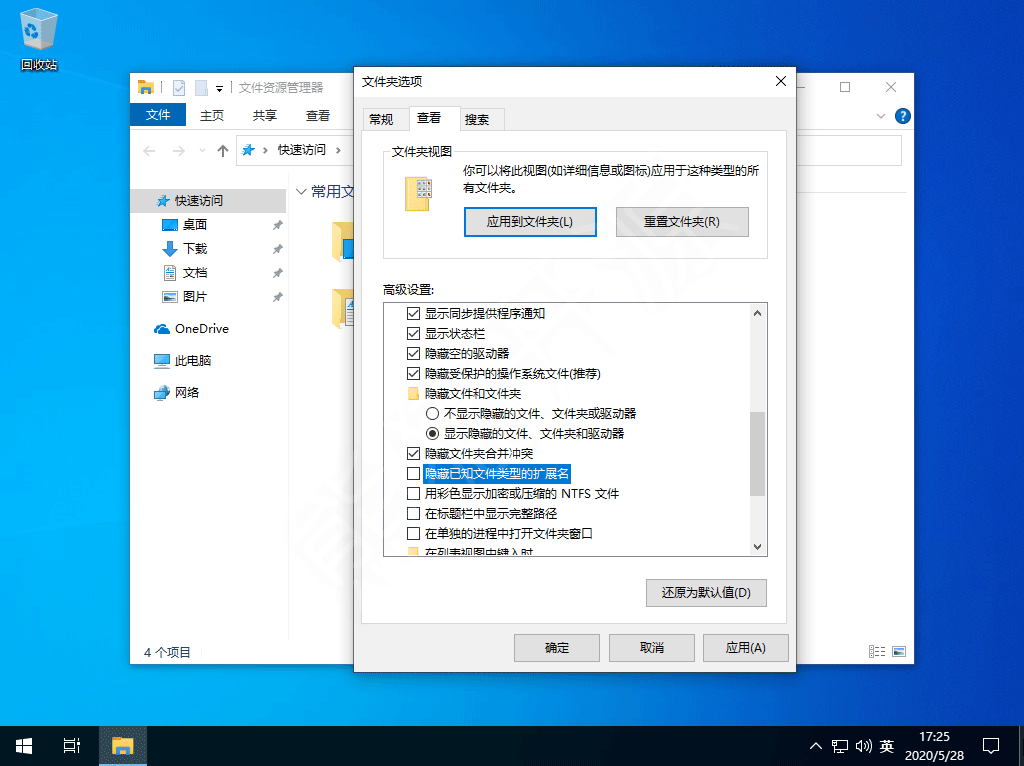 回收站
文件资源管理器
文件 主页 共享 查看
快速访问
快速访问
桌面
下载
文档
图片
OneDrive
此电脑
网络
常用文
4 个项目
文件夹选项
常规 查看 搜索
文件夹视图
你可以将此视图(如详细信息或图标)应用于这种类型的所
有文件夹。
应用到文件夹(L) 重置文件夹(R)
高级设置:
显示同步提供程序通知
显示状态栏
隐藏空的驱动器
隐藏受保护的操作系统文件(推荐)
隐藏文件和文件夹
不显示隐藏的文件、文件夹或驱动器
显示隐藏的文件、文件夹和驱动器
隐藏文件夹合并冲突
隐藏已知文件类型的扩展名
用彩色显示加密或压缩的 NTFS 文件
在标题栏中显示完整路径
在单独的进程中打开文件夹窗口
在列表视图中键入时
还原为默认值(D)
确定 取消 应用(A)
英
17:25
2020/5/28